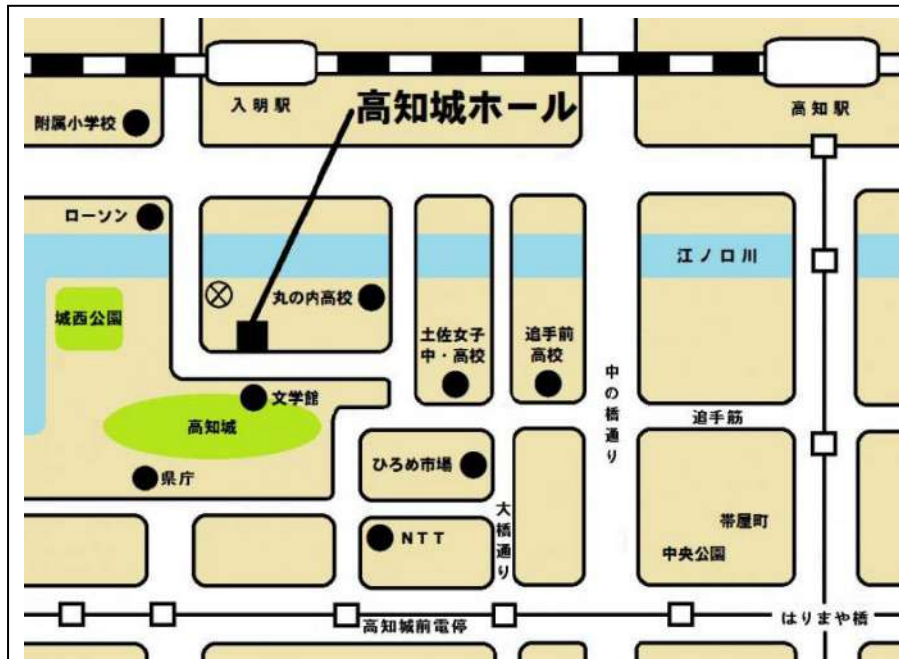 入明駅
高知城ホール
高知駅
附属小学校
ローソン
江ノ口川
丸の内高校
城西公園
土佐女子
中・高校
追手前
高校
中の橋通り
文学館
高知城
追手筋
ひろめ市場
県庁
大橋通り
帯屋町
NTT
中央公園
高知城前電停
はりまや橋